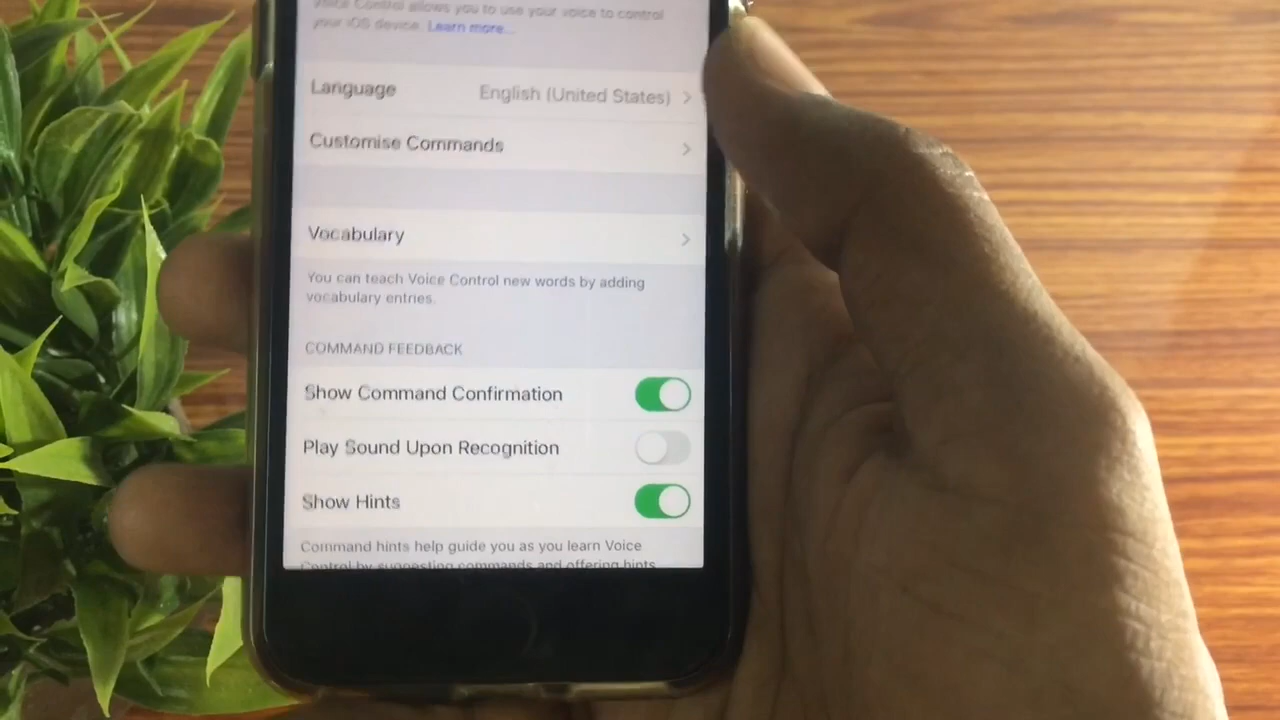 Voice Control allows you to use your voice to control
your iOS device. Learn more...
Language English (United States)
Customise Commands
Vocabulary
You can teach Voice Control new words by adding
vocabulary entries.
COMMAND FEEDBACK
Show Command Confirmation
Play Sound Upon Recognition
Show Hints
Command hints help guide you as you learn Voice
Control by suggesting commands and offering hints